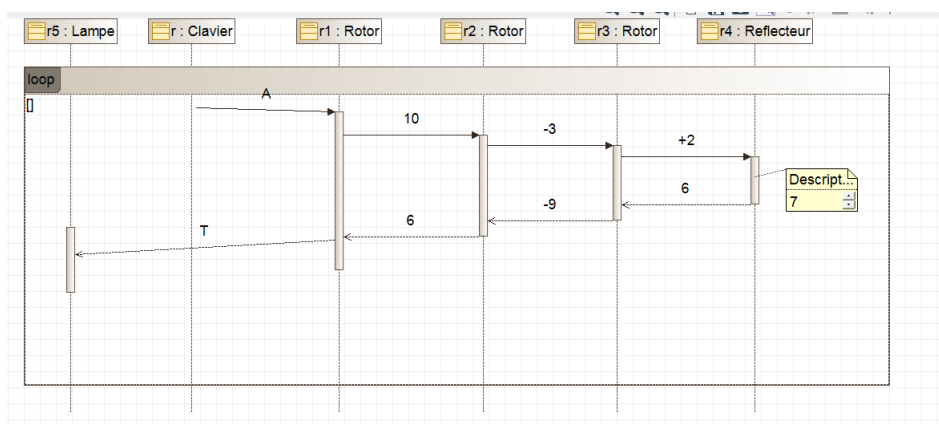 r5 : Lampe
r : Clavier
r1 : Rotor
r2 : Rotor
r3 : Rotor
r4 : Reflecteur
loop
[]
A
10
-3
+2
Descript...
7
6
-9
6
T